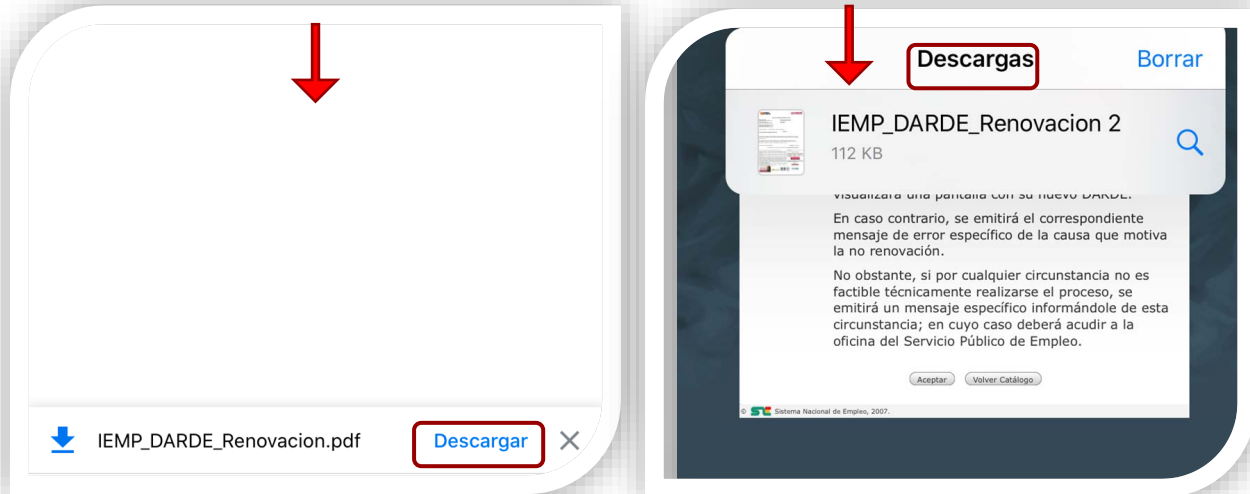 IEMP_DARDE_Renovacion.pdf
Descargar
Descargas
Borrar
IEMP_DARDE_Renovacion 2
112 KB
visualizará una pantalla con su nuevo DARDE.
En caso contrario, se emitirá el correspondiente
mensaje de error específico de la causa que motiva
la no renovación.
No obstante, si por cualquier circunstancia no es
factible técnicamente realizarse el proceso, se
emitirá un mensaje específico informándole de esta
circunstancia; en cuyo caso deberá acudir a la
oficina del Servicio Público de Empleo.
Aceptar
Volver Catálogo
© Sistema Nacional de Empleo, 2007.